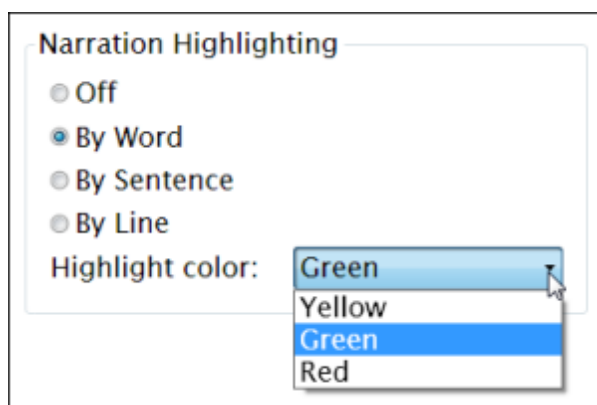 Narration Highlighting
Off
By Word
By Sentence
By Line
Highlight color: Green
Yellow
Green
Red